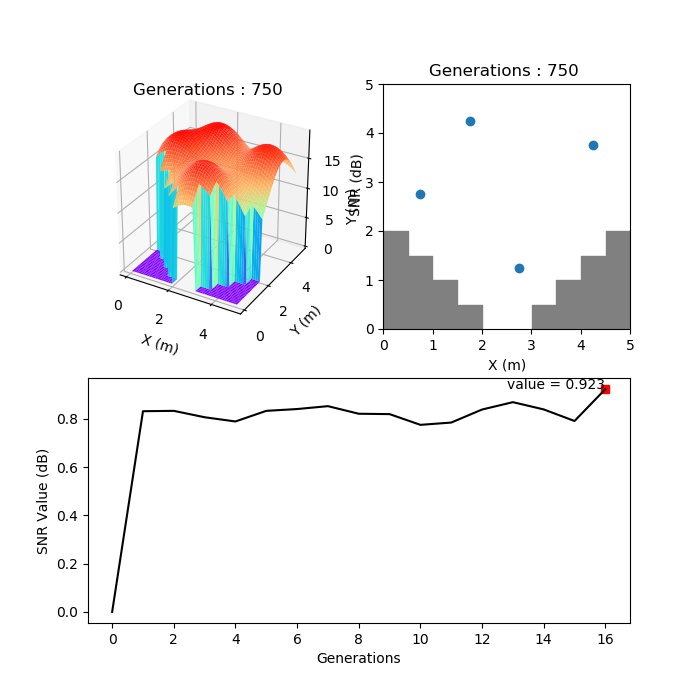 Generations : 750
15
10
5
0
SNR (dB)
0
2
4
X (m)
0
2
4
Y (m)
Generations : 750
5
4
3
2
1
0
Y (m)
0 1 2 3 4 5
X (m)
value = 0.923
0.8
0.6
0.4
0.2
0.0
SNR Value (dB)
0 2 4 6 8 10 12 14 16
Generations